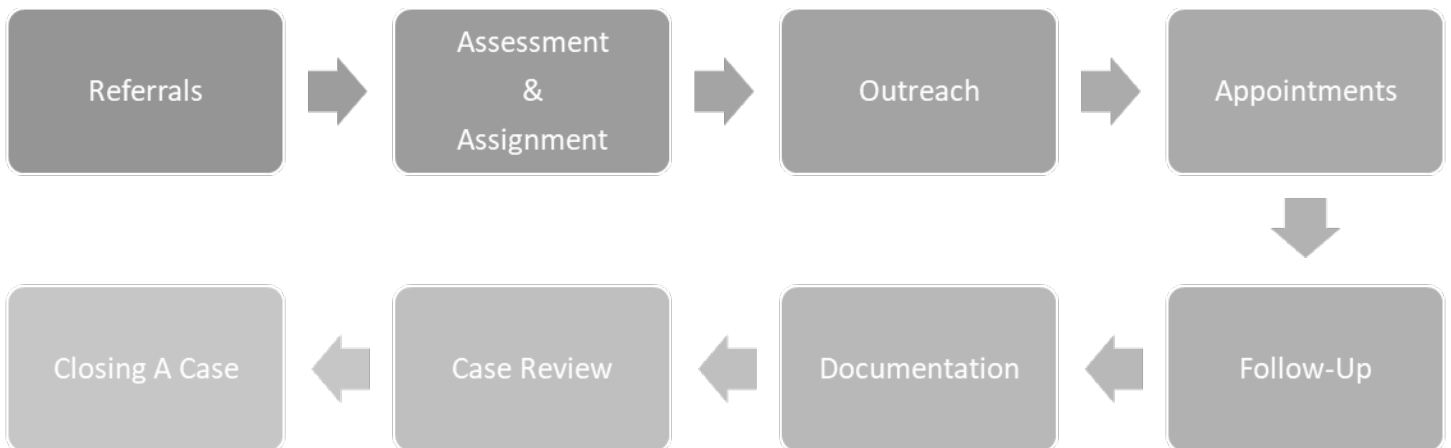 Referrals
Assessment
&
Assignment
Outreach
Appointments
Follow-Up
Documentation
Case Review
Closing A Case